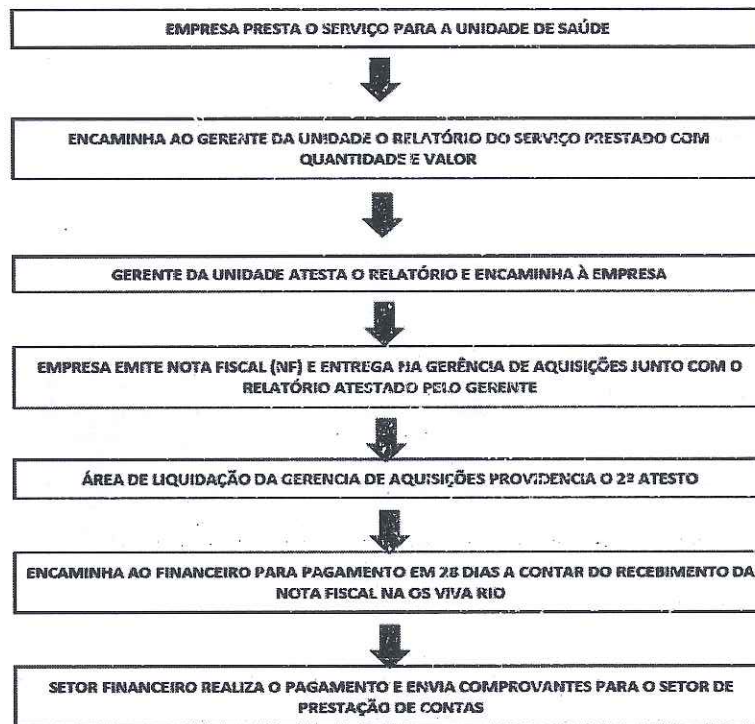 EMPRESA PRESTA O SERVIÇO PARA A UNIDADE DE SAÚDE
ENCAMINHA AO GERENTE DA UNIDADE O RELATÓRIO DO SERVIÇO PRESTADO COM
QUANTIDADE E VALOR
GERENTE DA UNIDADE ATESTA O RELATÓRIO E ENCAMINHA À EMPRESA
EMPRESA EMITE NOTA FISCAL (NF) E ENTREGA NA GERÊNCIA DE AQUISIÇÕES JUNTO COM O
RELATÓRIO ATESTADO PELO GERENTE
ÁREA DE LIQUIDAÇÃO DA GERENCIA DE AQUISIÇÕES PROVIDENCIA O 2º ATESTO
ENCAMINHA AO FINANCEIRO PARA PAGAMENTO EM 28 DIAS A CONTAR DO RECEBIMENTO DA
NOTA FISCAL NA OS VIVA RIO
SETOR FINANCEIRO REALIZA O PAGAMENTO E ENVIA COMPROVANTES PARA O SETOR DE
PRESTAÇÃO DE CONTAS